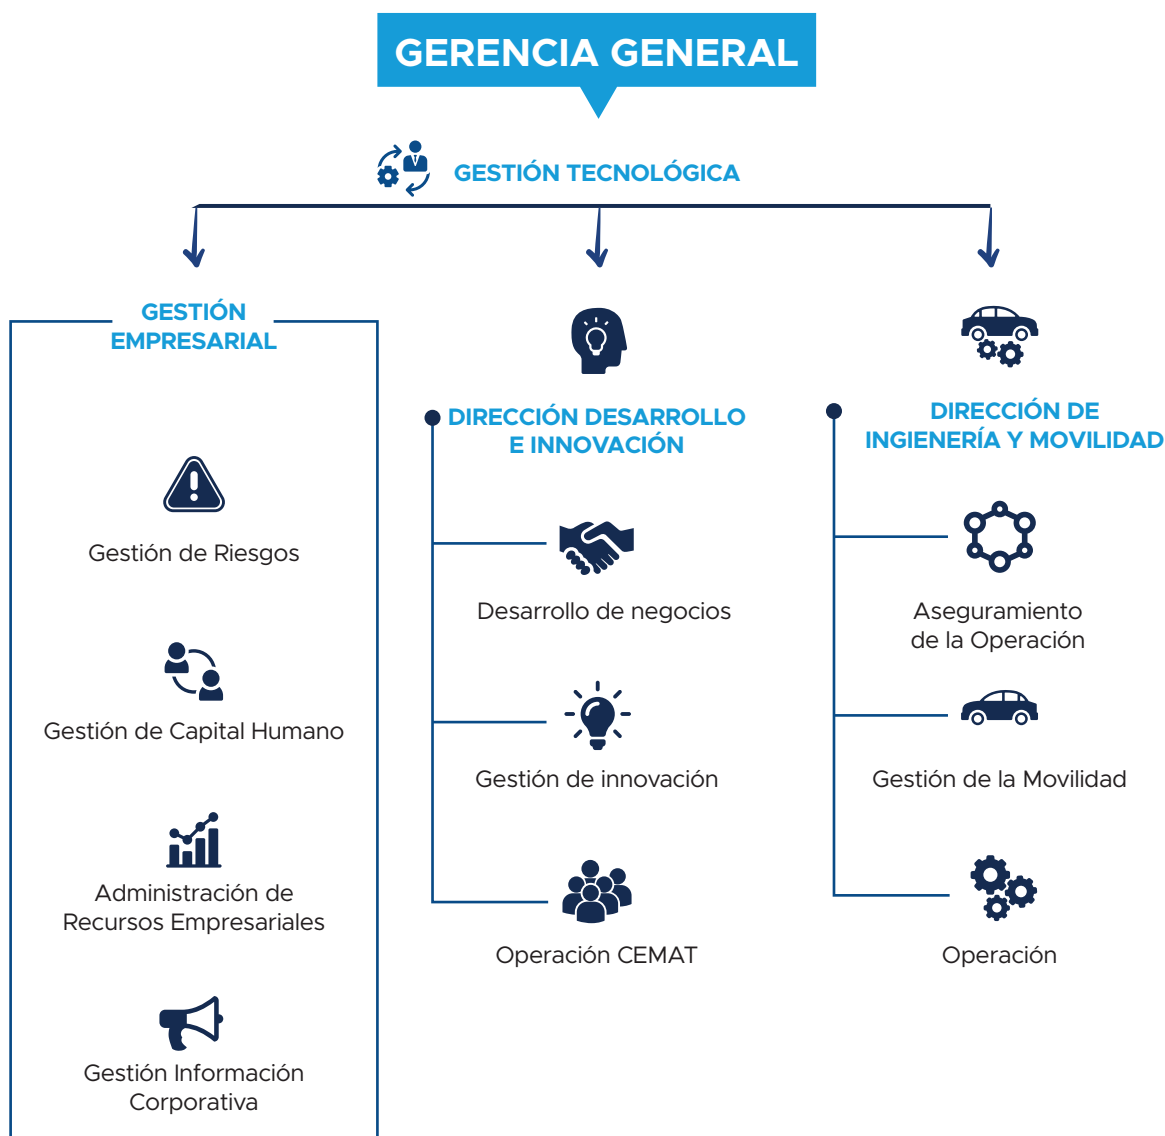 GERENCIA GENERAL
GESTIÓN TECNOLÓGICA
GESTIÓN
EMPRESARIAL
Gestión de Riesgos
Gestión de Capital Humano
Administración de
Recursos Empresariales
Gestión Información
Corporativa
DIRECCIÓN DESARROLLO
E INNOVACIÓN
Desarrollo de negocios
Gestión de innovación
Operación CEMAT
DIRECCIÓN DE
INGIENERÍA Y MOVILIDAD
Aseguramiento
de la Operación
Gestión de la Movilidad
Operación